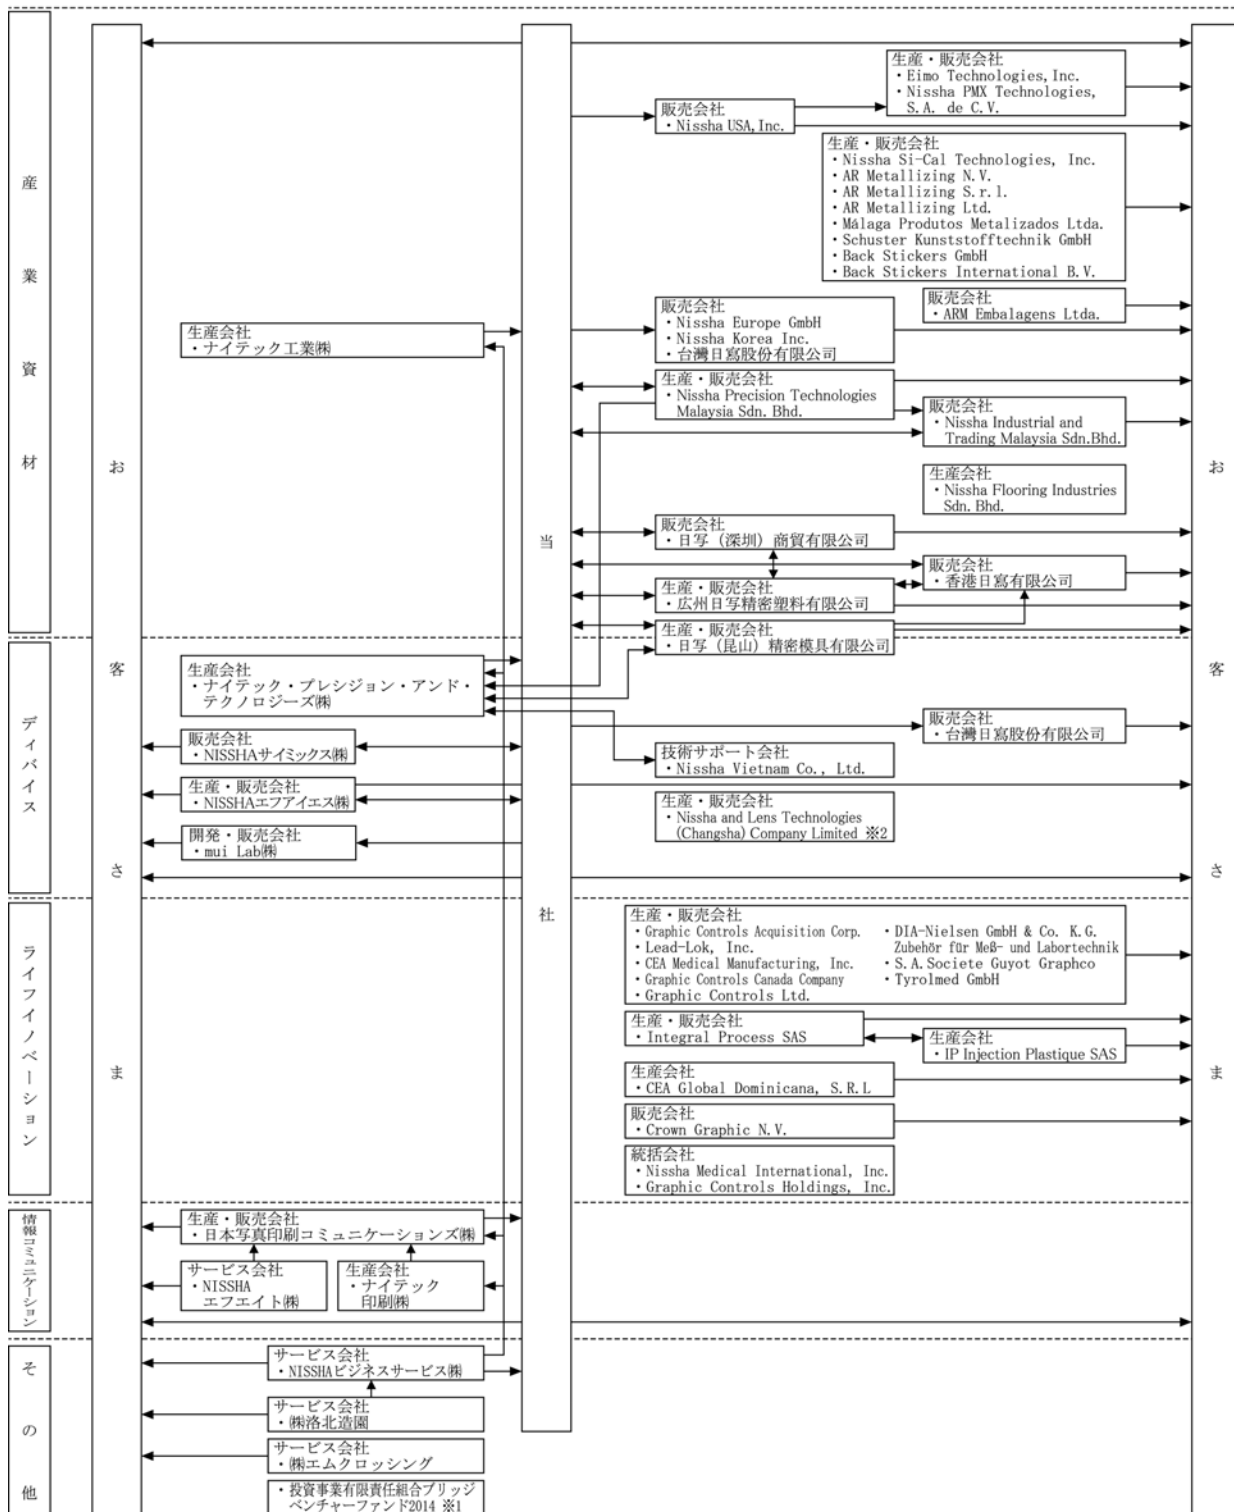 産業資材
お客さま
当社
お客さま
生産・販売会社
・Eimo Technologies, Inc.
・Nissha PMX Technologies,
S.A. de C.V.
販売会社
・Nissha USA, Inc.
生産・販売会社
・Nissha Si-Cal Technologies, Inc.
・AR Metallizing N.V.
・AR Metallizing S.r.l.
・AR Metallizing Ltd.
・Málaga Produtos Metalizados Ltda.
・Schuster Kunststofftechnik GmbH
・Back Stickers GmbH
・Back Stickers International B.V.
販売会社
・ARM Embalagens Ltda.
販売会社
・Nissha Europe GmbH
・Nissha Korea Inc.
・台灣日寫股份有限公司
生産会社
・ナイテック工業㈱
生産・販売会社
・Nissha Precision Technologies
Malaysia Sdn. Bhd.
販売会社
・Nissha Industrial and
Trading Malaysia Sdn.Bhd.
生産会社
・Nissha Flooring Industries
Sdn. Bhd.
販売会社
・日写（深圳）商貿有限公司
販売会社
・香港日寫有限公司
生産・販売会社
・広州日写精密塑料有限公司
生産・販売会社
・日写（昆山）精密模具有限公司
ディバイス
生産会社
・ナイテック・プレシジョン・アンド・
テクノロジーズ㈱
販売会社
・台灣日寫股份有限公司
販売会社
・NISSHAサイミックス㈱
技術サポート会社
・Nissha Vietnam Co., Ltd.
生産・販売会社
・NISSHAエフアイエス㈱
生産・販売会社
・Nissha and Lens Technologies
(Changsha) Company Limited ※2
開発・販売会社
・mui Lab㈱
ライフイノベーション
生産・販売会社
・Graphic Controls Acquisition Corp.
・Lead-Lok, Inc.
・CEA Medical Manufacturing, Inc.
・Graphic Controls Canada Company
・Graphic Controls Ltd.
・DIA-Nielsen GmbH & Co. K.G.
Zubehör für Meß- und Labortechnik
・S.A.Societe Guyot Graphco
・Tyrolmed GmbH
生産・販売会社
・Integral Process SAS
生産会社
・IP Injection Plastique SAS
生産会社
・CEA Global Dominicana, S.R.L
販売会社
・Crown Graphic N.V.
統括会社
・Nissha Medical International, Inc.
・Graphic Controls Holdings, Inc.
情報コミュニケーション
生産・販売会社
・日本写真印刷コミュニケーションズ㈱
サービス会社
・NISSHA
エフエイト㈱
生産会社
・ナイテック
印刷㈱
その他
サービス会社
・NISSHAビジネスサービス㈱
サービス会社
・㈱洛北造園
サービス会社
・㈱エムクロッシング
・投資事業有限責任組合ブリッジ
ベンチャーファンド2014 ※1